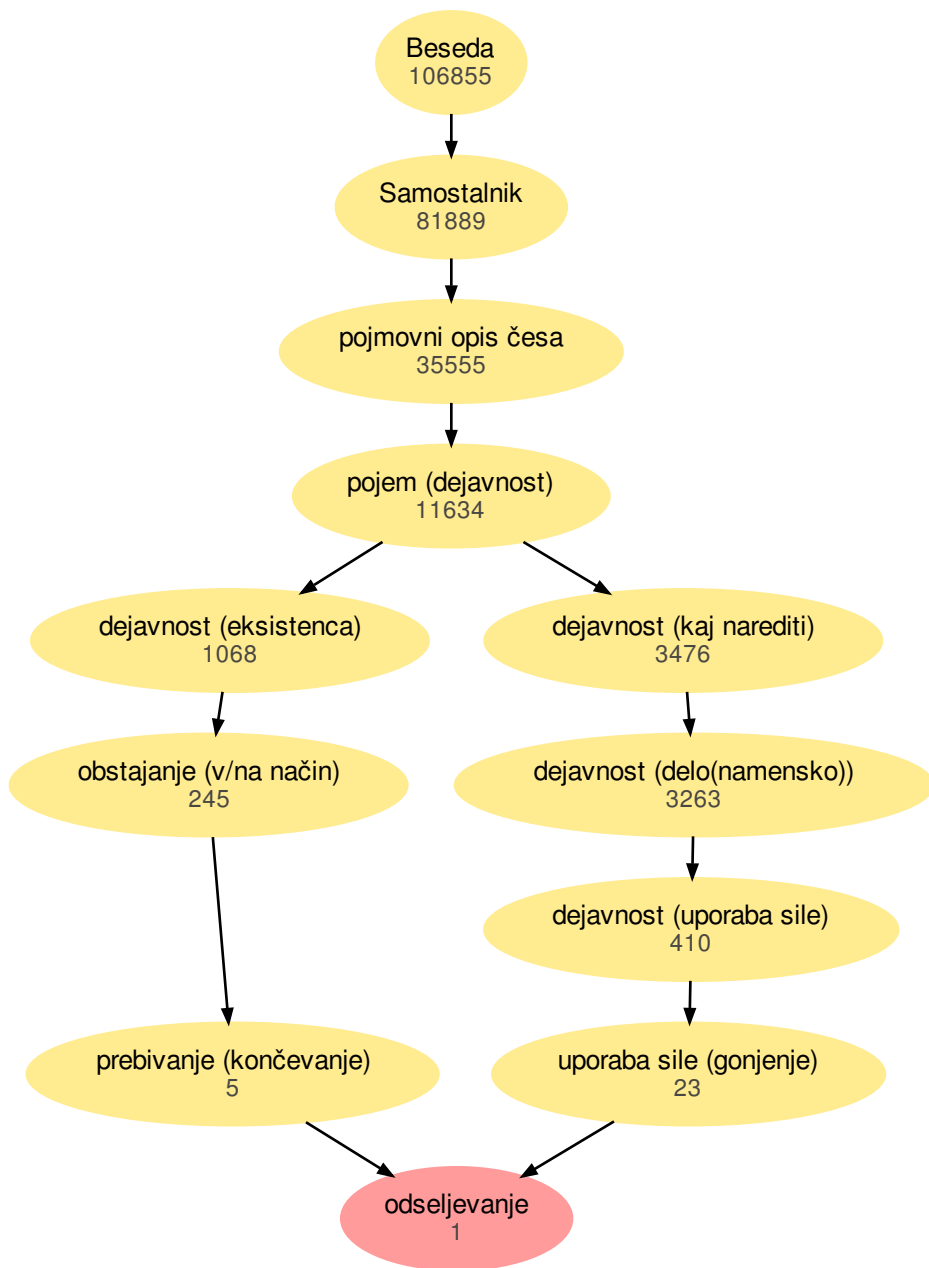 Beseda
106855
Samostalnik
81889
pojmovni opis česa
35555
pojem (dejavnost)
11634
dejavnost (eksistenca)
1068
dejavnost (kaj narediti)
3476
obstajanje (v/na način)
245
dejavnost (delo(namensko))
3263
dejavnost (uporaba sile)
410
prebivanje (končevanje)
5
uporaba sile (gonjenje)
23
odseljevanje
1